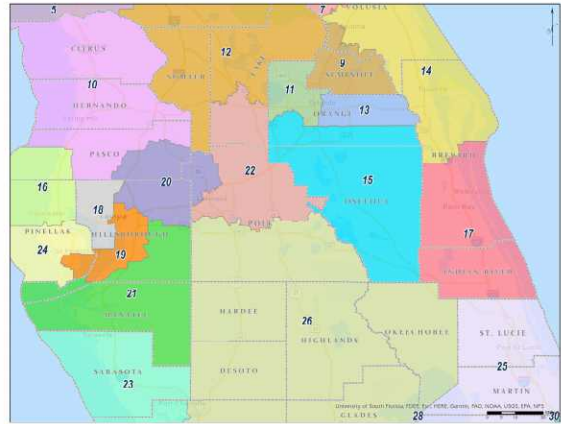 5
7
VOLUSIA
CITRUS
12
LAKE
SUMTER
9
SEMINOLE
14
10
11
13
HERNANDO
ORANGE
PASCO
BREVARD
16
20
22
15
18
OSCEOLA
17
PINELLAS
HILLSBOROUGH
POLK
24
19
INDIAN RIVER
21
MANATEE
HARDEE
26
HIGHLANDS
OKEECHOBEE
ST. LUCIE
SARASOTA
DESOTO
25
23
MARTIN
University of South Florida, FDEP, Esri, HERE, Garmin, FAO, NOAA, USGS, EPA, NPS
GLADES
28
30